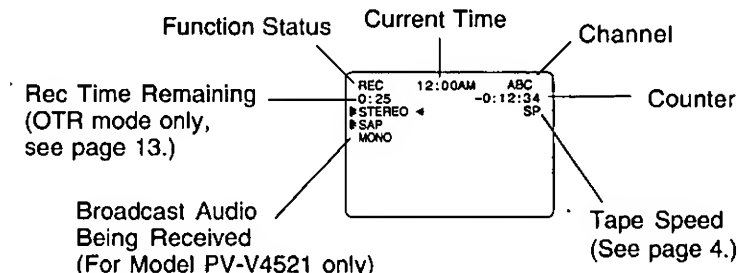 Function Status
Current Time
Channel
REC 12:00AM ABC
0:25 -0:12:34
STEREO SP
SAP
MONO
Rec Time Remaining
(OTR mode only,
see page 13.)
Counter
Broadcast Audio
Being Received
(For Model PV-V4521 only)
Tape Speed
(See page 4.)